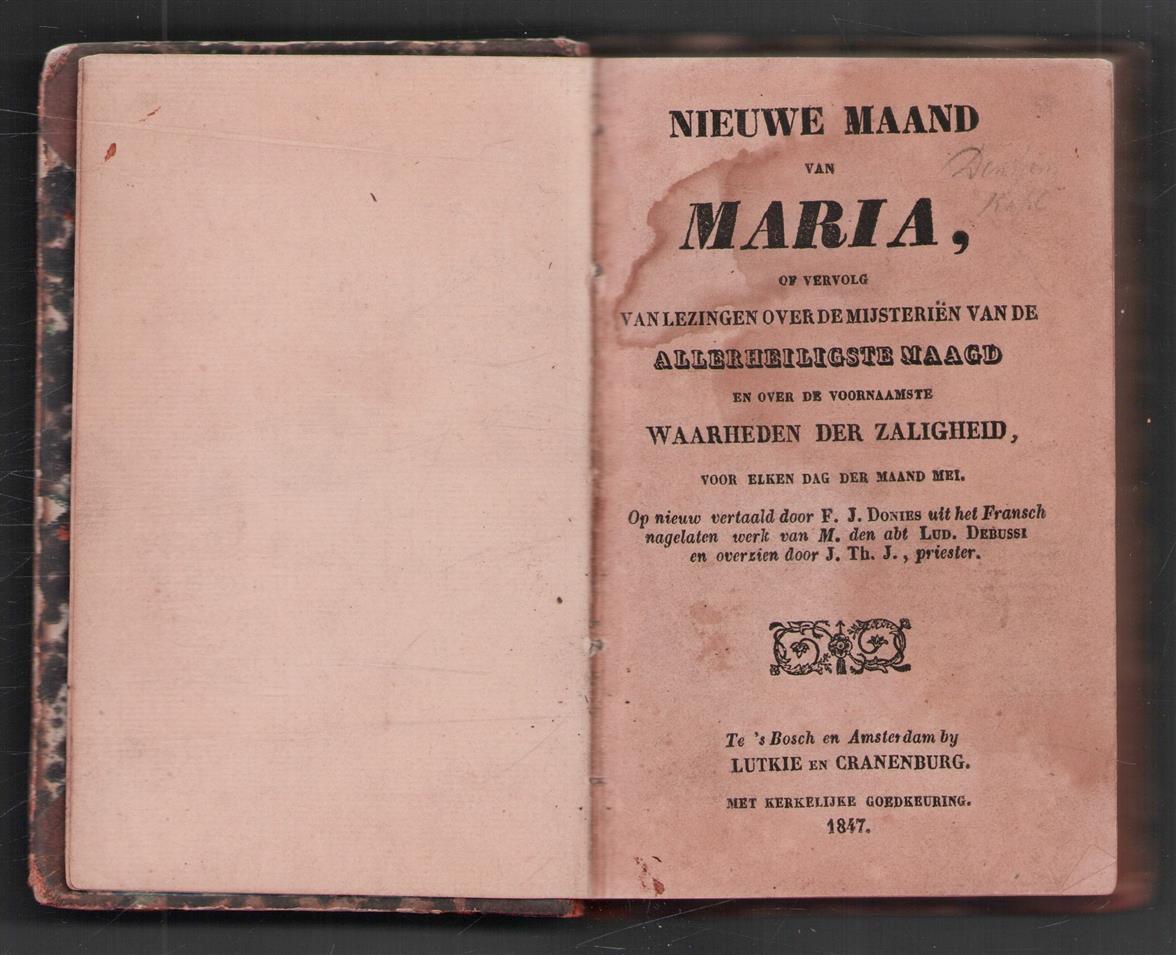 NIEUWE MAAND
VAN
MARIA,
OF VERVOLG
VAN LEZINGEN OVER DE MIJSTERIËN VAN DE
ALLERHEILIGSTE MAAGD
EN OVER DE VOORNAAMSTE
WAARHEDEN DER ZALIGHEID,
VOOR ELKEN DAG DER MAAND MEI.
Op nieuw vertaald door F. J. DONIES uit het Fransch
nagelaten werk van M. den abt LUD. DEBUSSI
en overzien door J. Th. J., priester.
Te 's Bosch en Amsterdam by
LUTKIE EN CRANENBURG.
MET KERKELIJKE GOEDKEURING.
1847.